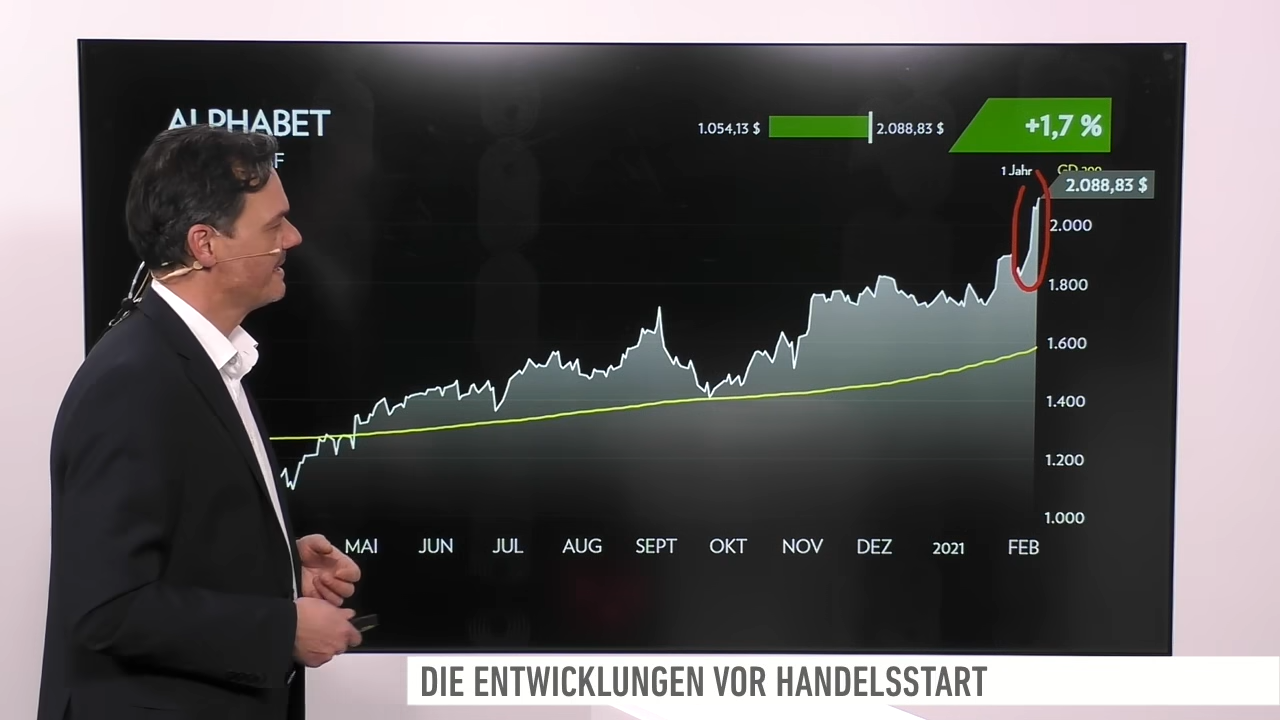 ALPHABET
F
1.054,13 $
2.088,83 $
+1,7 %
1 Jahr
GD 200
2.088,83 $
2.000
1.800
1.600
1.400
1.200
1.000
MAI JUN JUL AUG SEPT OKT NOV DEZ 2021 FEB
DIE ENTWICKLUNGEN VOR HANDELSSTART